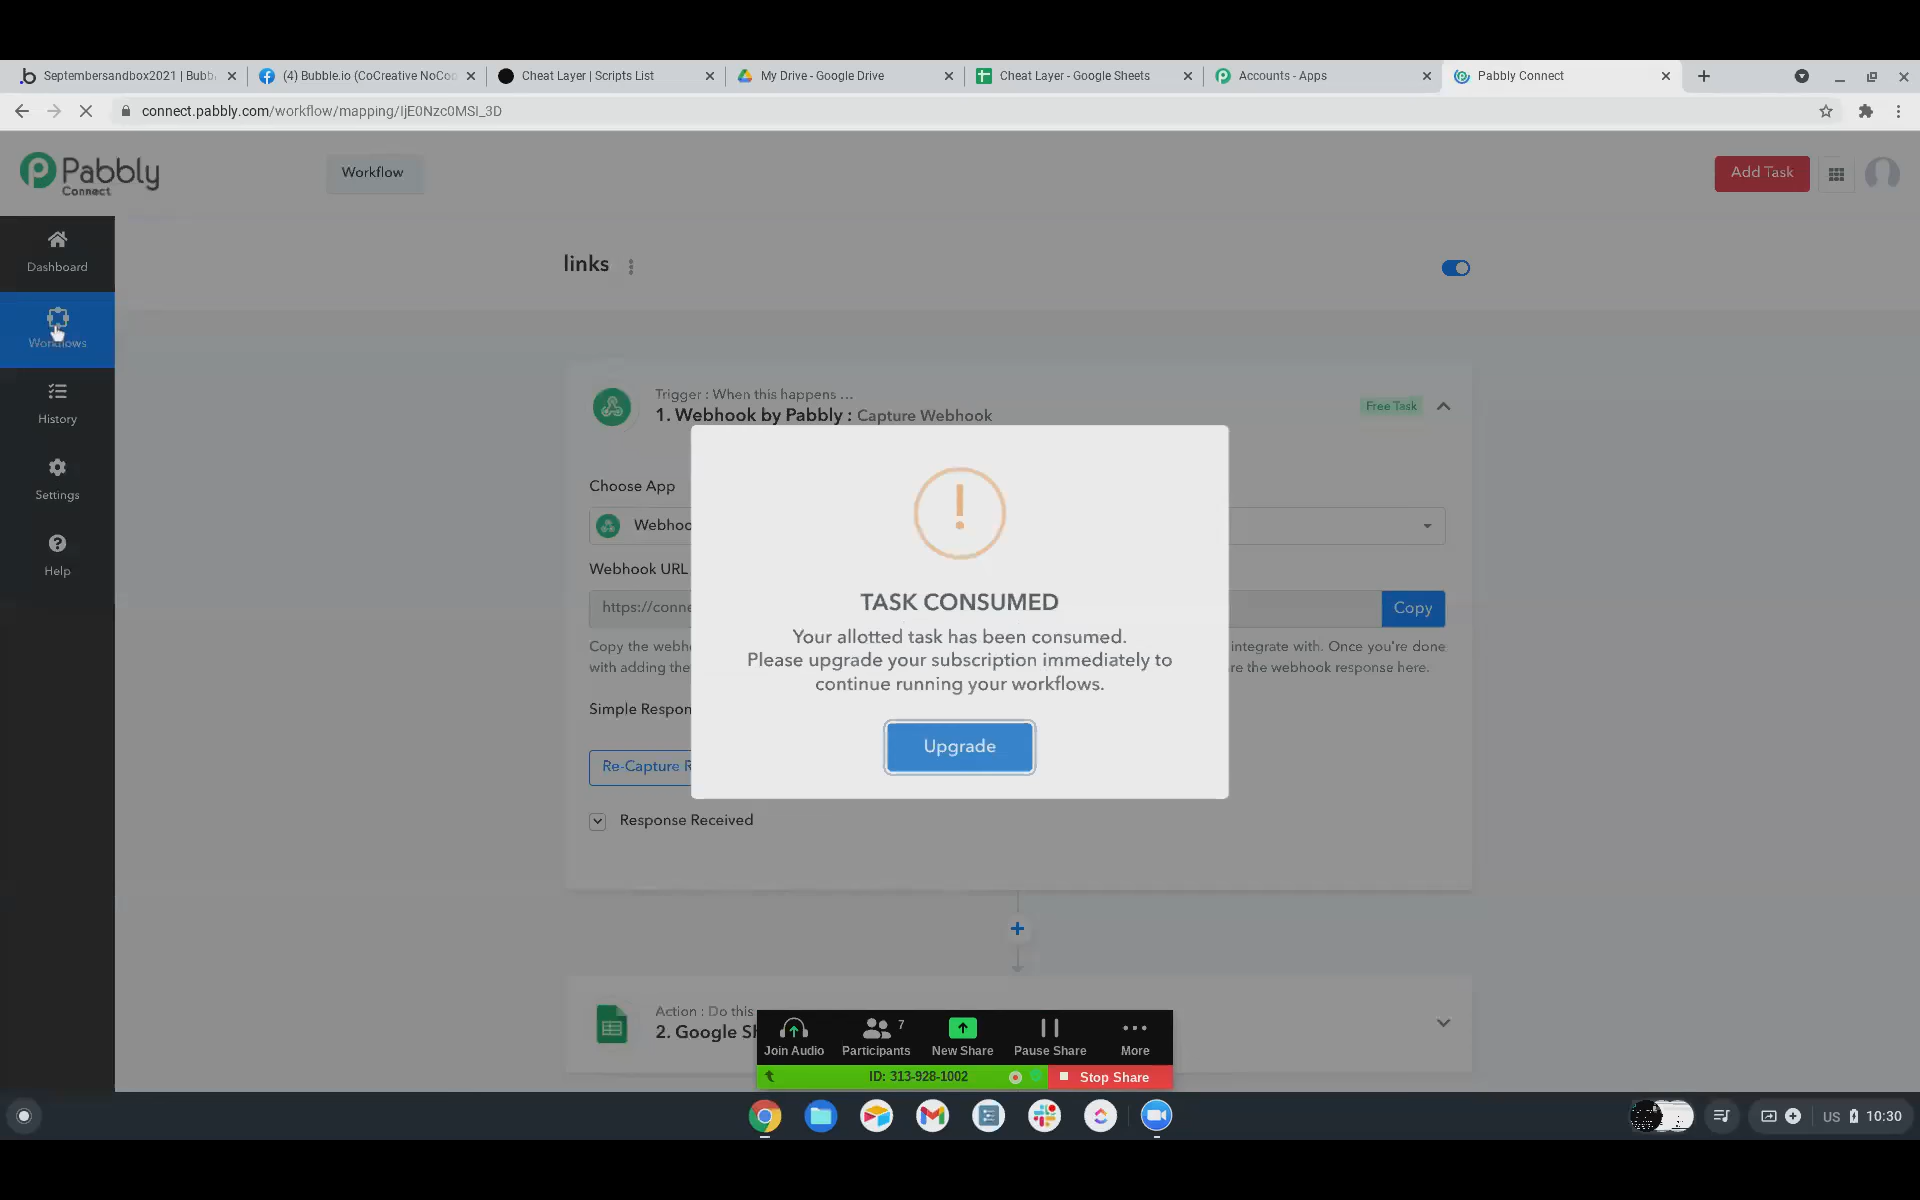 Septembersandbox2021 | Bubb
(4) Bubble.io (CoCreative NoCo
Cheat Layer | Scripts List
My Drive - Google Drive
Cheat Layer - Google Sheets
Accounts - Apps
Pabbly Connect
connect.pabbly.com/workflow/mapping/IjE0Nzc0MSI_3D
Pabbly
Connect
Workflow
Add Task
Dashboard
Workflows
History
Settings
Help
links
Trigger : When this happens ...
1. Webhook by Pabbly : Capture Webhook
Free Task
Choose App
Webhoo
Webhook URL
https://conne
Copy
Copy the webh
integrate with. Once you're done
with adding the
re the webhook response here.
Simple Respon
Re-Capture R
Response Received
!
TASK CONSUMED
Your allotted task has been consumed.
Please upgrade your subscription immediately to
continue running your workflows.
Upgrade
Action : Do this
2. Google Sh
Join Audio
Participants
7
New Share
Pause Share
More
ID: 313-928-1002
Stop Share
US
10:30